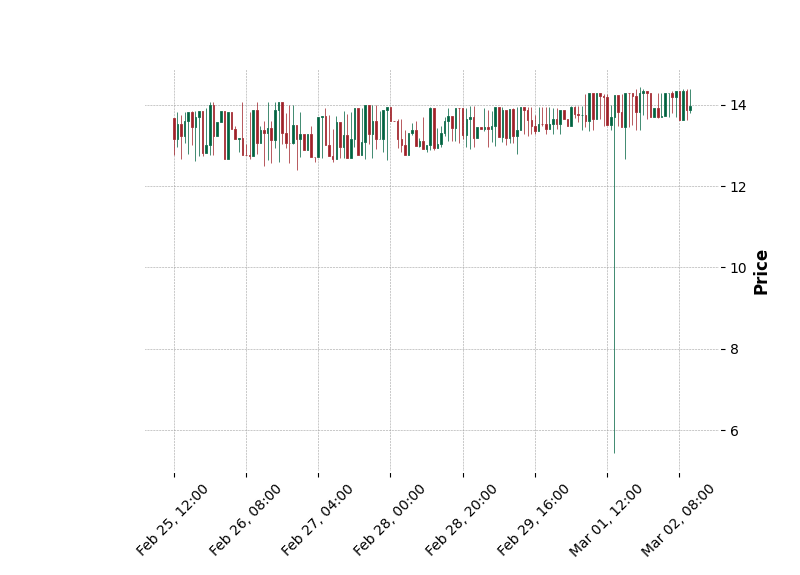 14
12
10
8
6
Price
Feb 25, 12:00
Feb 26, 08:00
Feb 27, 04:00
Feb 28, 00:00
Feb 28, 20:00
Feb 29, 16:00
Mar 01, 12:00
Mar 02, 08:00